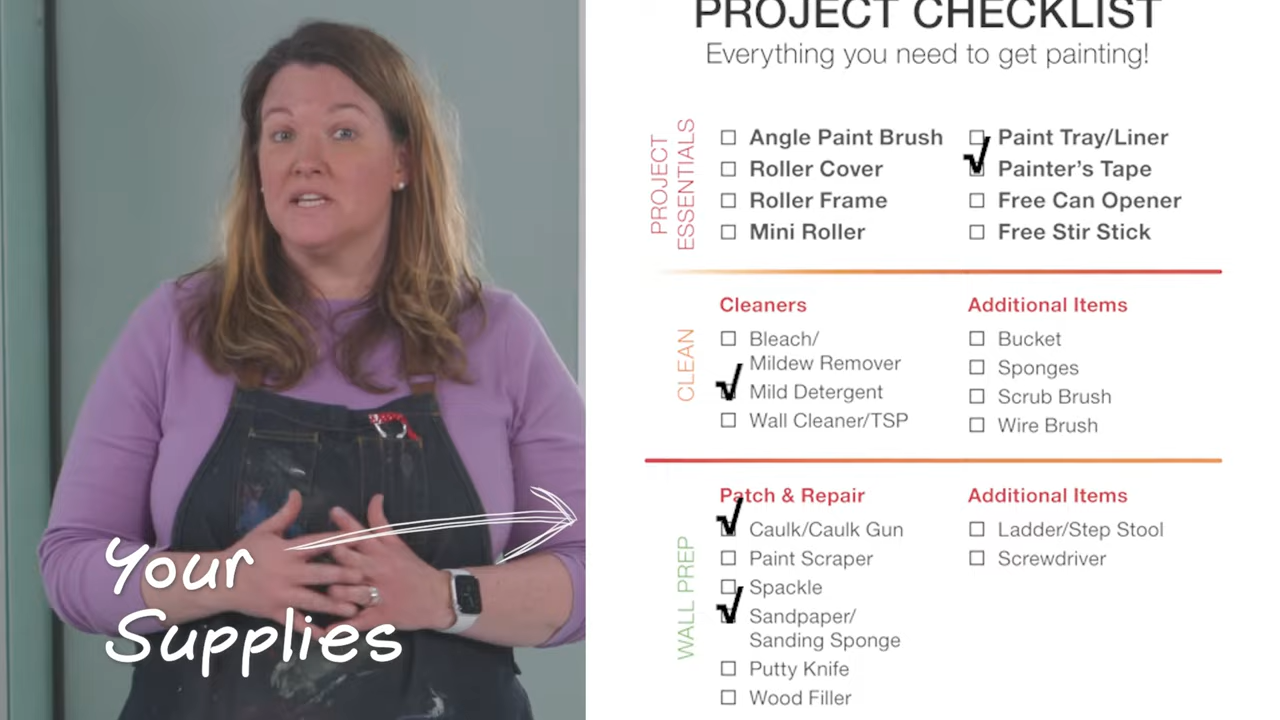 Your
Supplies
PROJECT CHECKLIST
Everything you need to get painting!
PROJECT
ESSENTIALS
Angle Paint Brush
Roller Cover
Roller Frame
Mini Roller
Paint Tray/Liner
Painter's Tape
Free Can Opener
Free Stir Stick
CLEAN
Cleaners
Bleach/
Mildew Remover
Mild Detergent
Wall Cleaner/TSP
Additional Items
Bucket
Sponges
Scrub Brush
Wire Brush
WALL PREP
Patch & Repair
Caulk/Caulk Gun
Paint Scraper
Spackle
Sandpaper/
Sanding Sponge
Putty Knife
Wood Filler
Additional Items
Ladder/Step Stool
Screwdriver